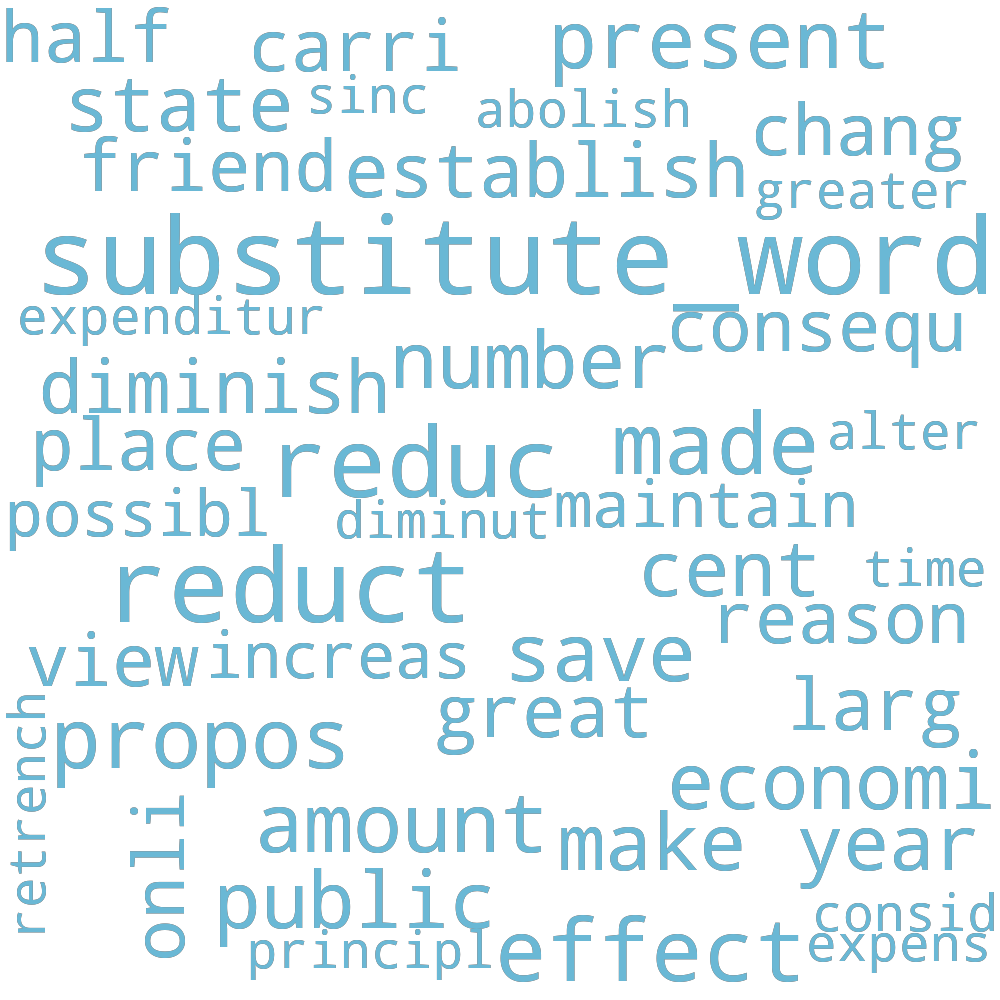 half
carri
present
state
sinc
abolish
chang
friend
establish
greater
substitute_word
expenditur
consequ
number
diminish
place
reduc
made
alter
possibl
diminut
maintain
reduct
cent
time
reason
view
increas
save
great
larg
retrench
propos
economi
onli
amount
make
year
public
consid
principl
effect
expens